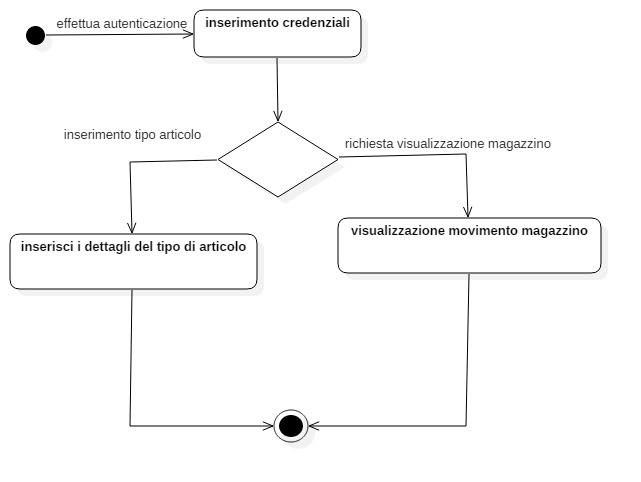 effettua autenticazione
inserimento credenziali
inserimento tipo articolo
richiesta visualizzazione magazzino
inserisci i dettagli del tipo di articolo
visualizzazione movimento magazzino